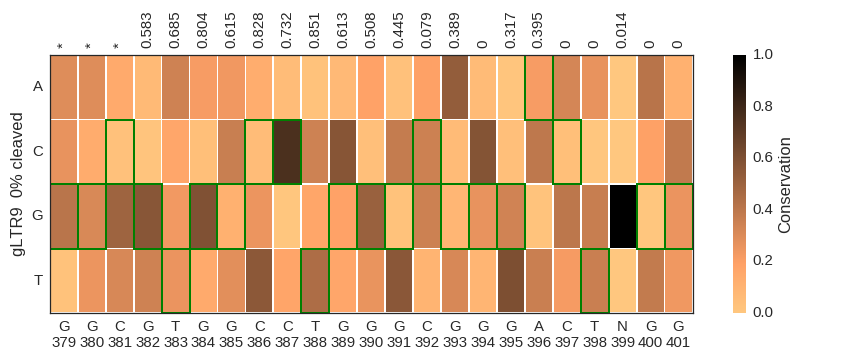 * * * 0.583 0.685 0.804 0.615 0.828 0.732 0.851 0.613 0.508 0.445 0.079 0.389 0 0.317 0.395 0 0 0.014 0 0
A
C
G
T
gLTR9 0% cleaved
G G C G T G G C C T G G G C G G G A C T N G G
379 380 381 382 383 384 385 386 387 388 389 390 391 392 393 394 395 396 397 398 399 400 401
1.0
0.8
0.6
0.4
0.2
0.0
Conservation